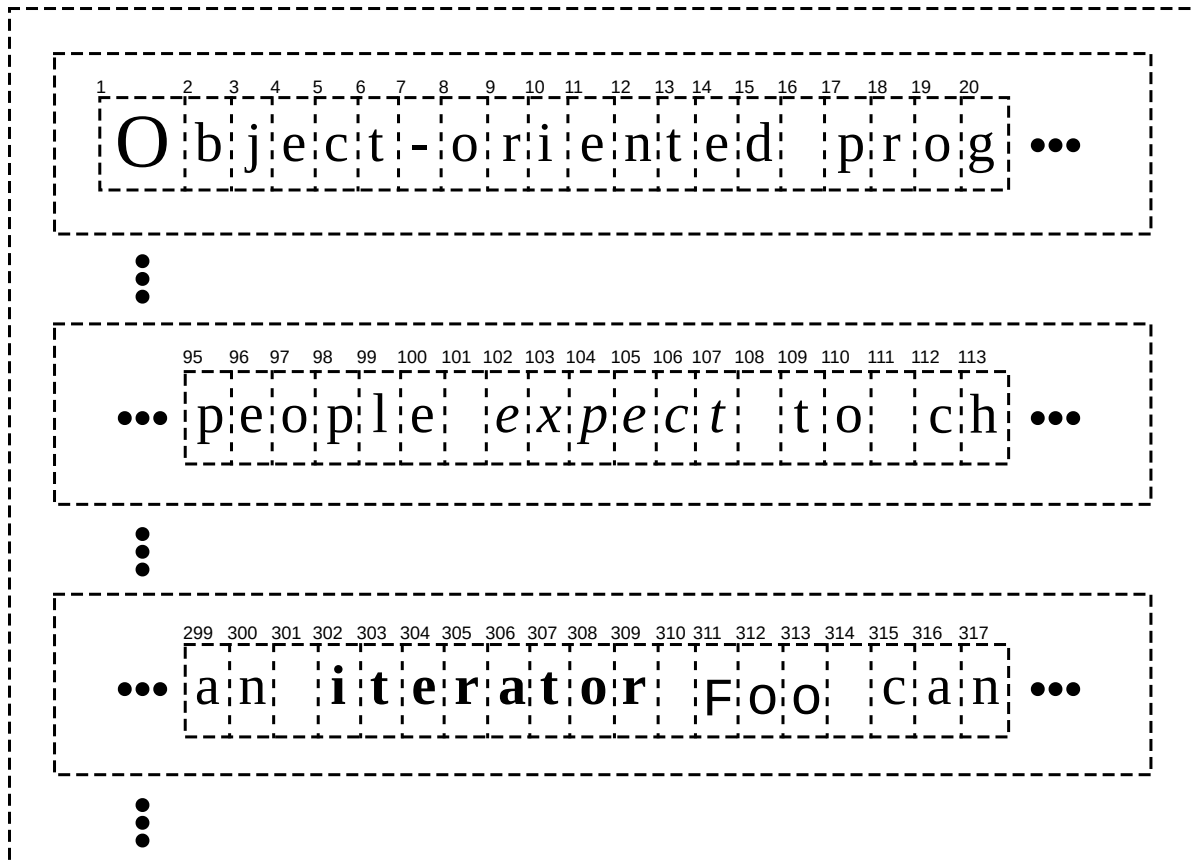 1 2 3 4 5 6 7 8 9 10 11 12 13 14 15 16 17 18 19 20
Object-oriented prog •••
95 96 97 98 99 100 101 102 103 104 105 106 107 108 109 110 111 112 113
••• people expect to ch •••
299 300 301 302 303 304 305 306 307 308 309 310 311 312 313 314 315 316 317
••• an iterator Foo can •••